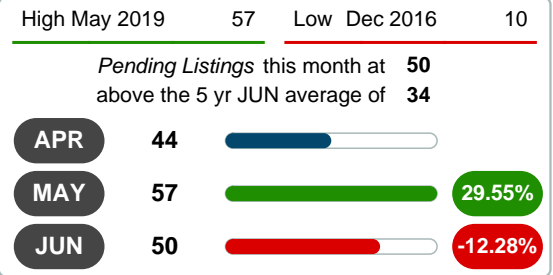 High May 2019 57 Low Dec 2016 10
Pending Listings this month at 50
above the 5 yr JUN average of 34
APR 44
MAY 57 29.55%
JUN 50 -12.28%